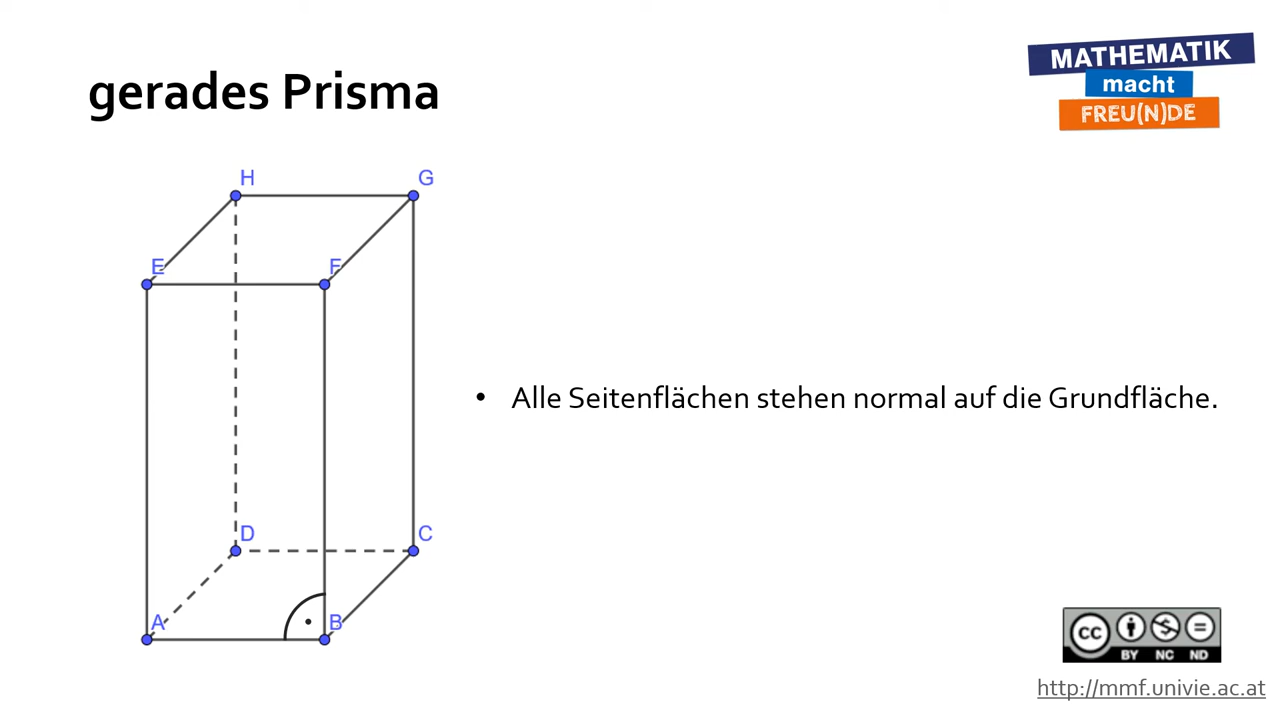 gerades Prisma
MATHEMATIK
macht
FREU(N)DE
H
G
E
F
• Alle Seitenflächen stehen normal auf die Grundfläche.
D
C
A
B
cc
BY NC ND
http://mmf.univie.ac.at